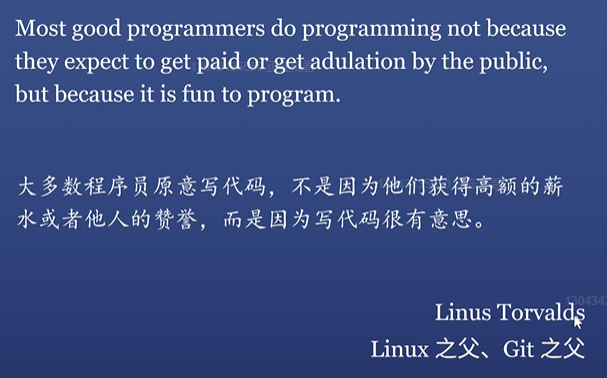 Most good programmers do programming not because
they expect to get paid or get adulation by the public,
but because it is fun to program.
大多数程序员原意写代码，不是因为他们获得高额的薪
水或者他人的赞誉，而是因为写代码很有意思。
Linus Torvalds
Linux 之父、Git 之父